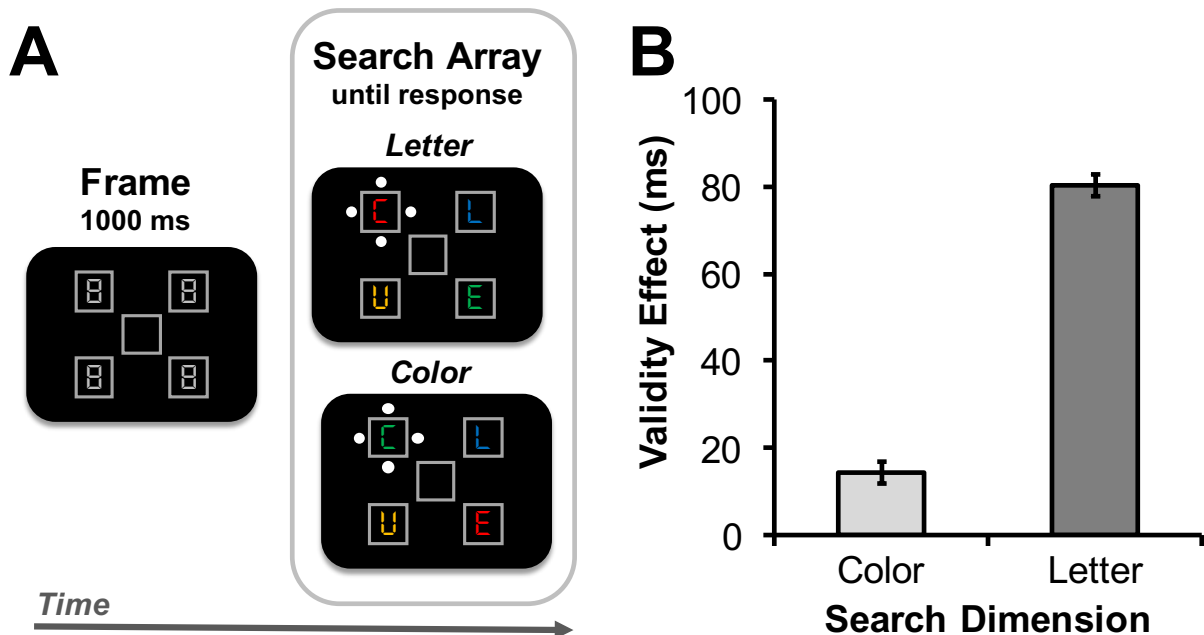 A
Frame
1000 ms
8 8
8 8
Search Array
until response
Letter
C L
U E
Color
C L
U E
Time
B
Validity Effect (ms)
100
80
60
40
20
0
Color Letter
Search Dimension